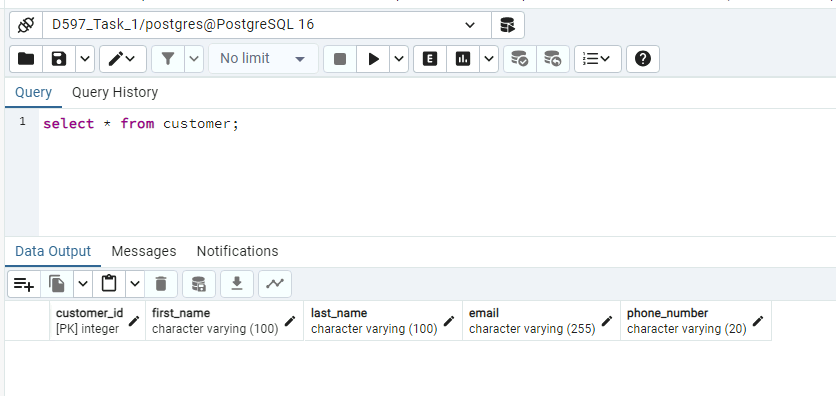 D597_Task_1/postgres@PostgreSQL 16
No limit
E
Query Query History
1 select * from customer;
Data Output Messages Notifications
customer_id first_name last_name email phone_number
[PK] integer character varying (100) character varying (100) character varying (255) character varying (20)